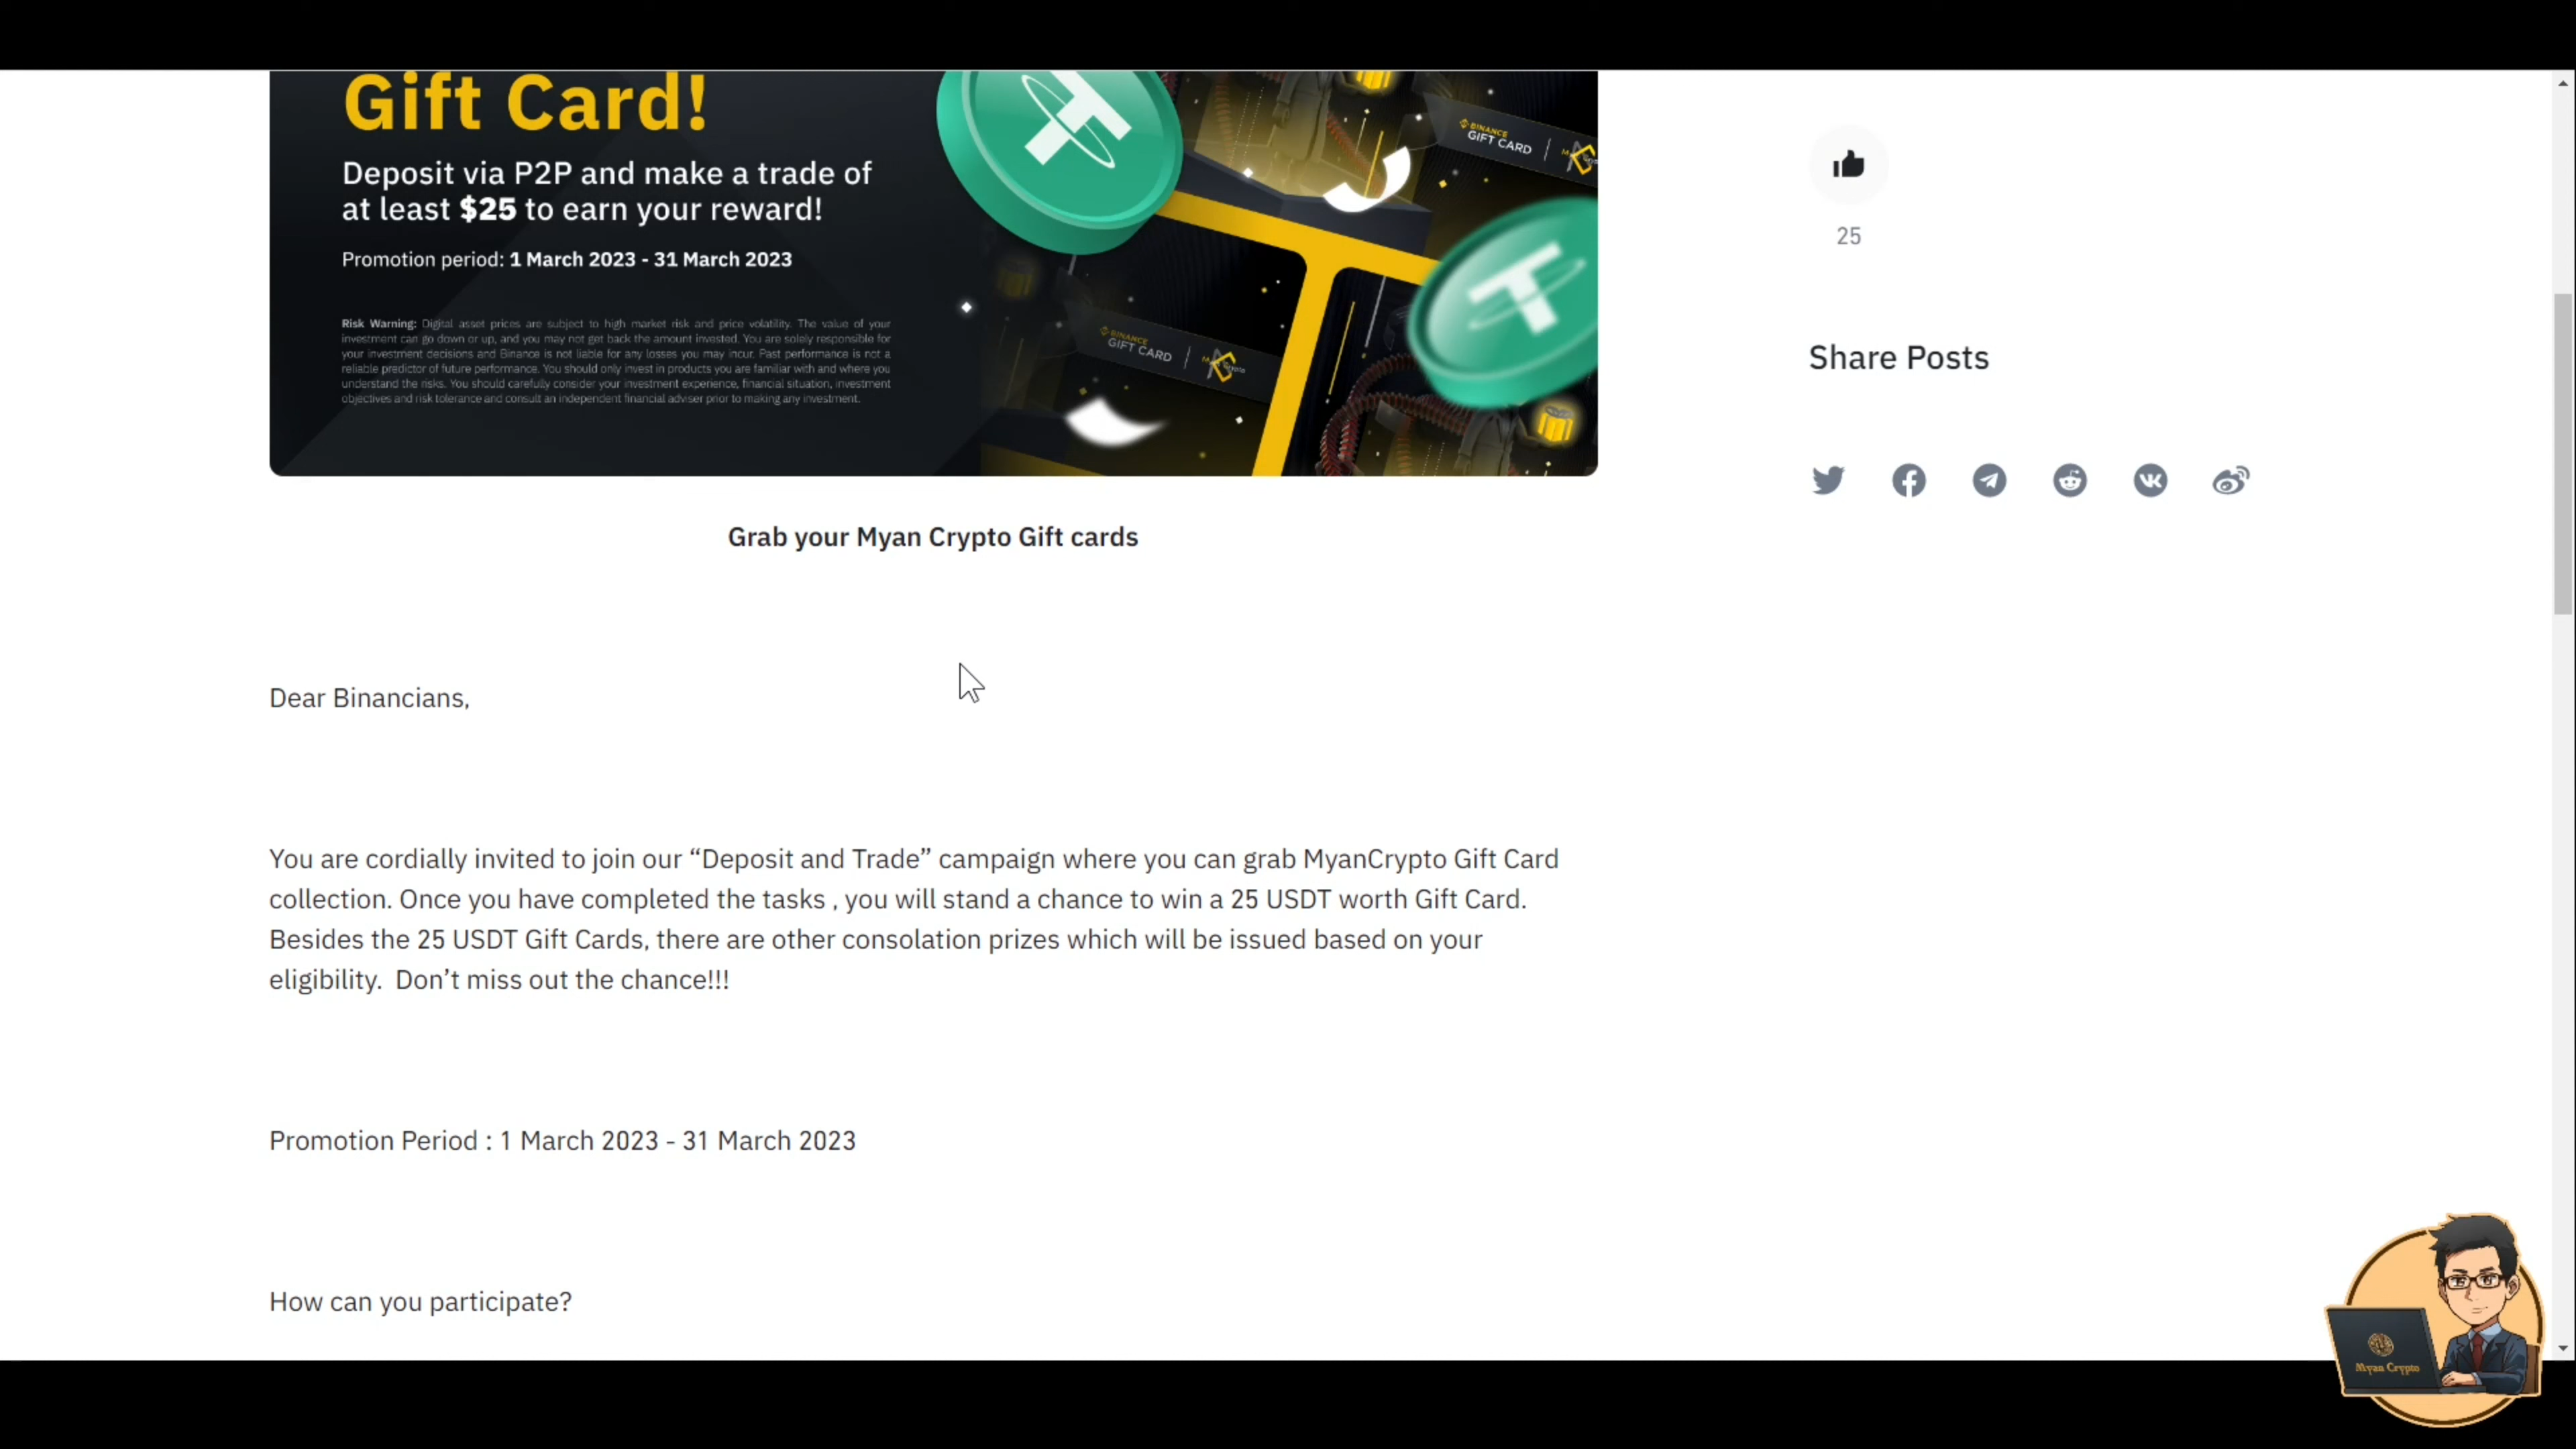 Gift Card!
Deposit via P2P and make a trade of
at least $25 to earn your reward!
Promotion period: 1 March 2023 - 31 March 2023
Risk Warning: Digital asset prices are subject to high market risk and price volatility. The value of your
investment can go down or up, and you may not get back the amount invested. You are solely responsible for
your investment decisions and Binance is not liable for any losses you may incur. Past performance is not a
reliable predictor of future performance. You should only invest in products you are familiar with and where you
understand the risks. You should carefully consider your investment experience, financial situation, investment
objectives and risk tolerance and consult an independent financial adviser prior to making any investment.
BINANCE
GIFT CARD
BINANCE
GIFT CARD
25
Share Posts
Grab your Myan Crypto Gift cards
Dear Binancians,
You are cordially invited to join our “Deposit and Trade” campaign where you can grab MyanCrypto Gift Card
collection. Once you have completed the tasks , you will stand a chance to win a 25 USDT worth Gift Card.
Besides the 25 USDT Gift Cards, there are other consolation prizes which will be issued based on your
eligibility.  Don’t miss out the chance!!!
Promotion Period : 1 March 2023 - 31 March 2023
How can you participate?
Myan Crypto